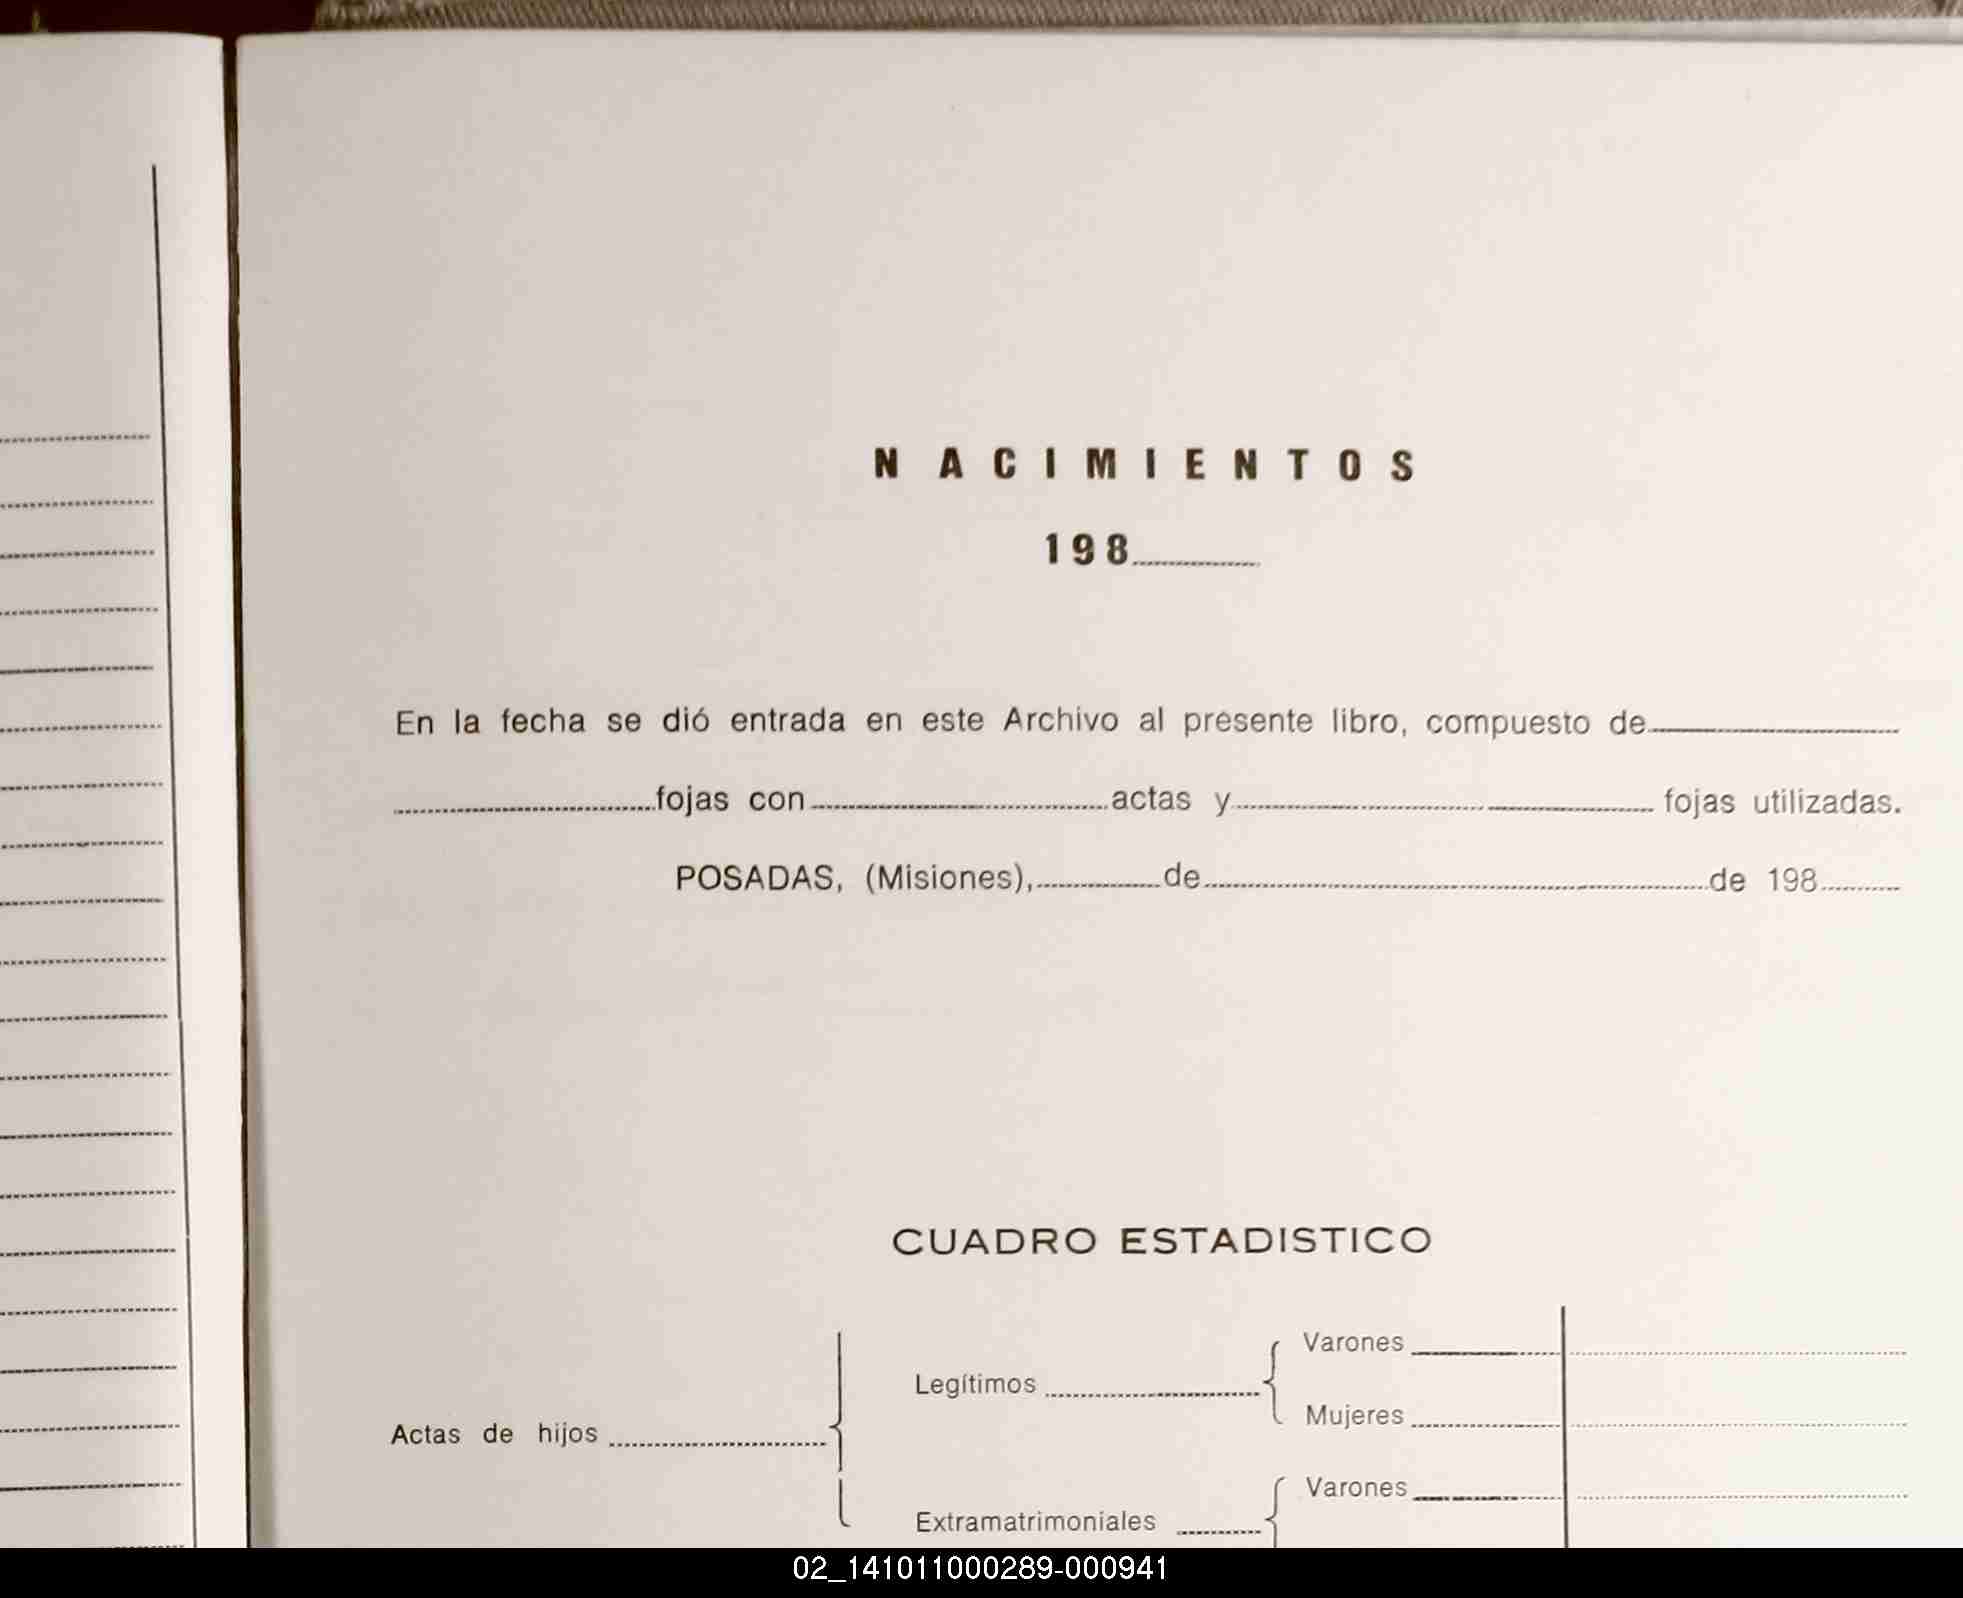 NACIMIENTOS
198
En la fecha se dió entrada en este Archivo al presente libro, compuesto de
fojas con actas y fojas utilizadas.
POSADAS, (Misiones), de de 198
CUADRO ESTADISTICO
Varones
Legítimos
Mujeres
Actas de hijos
Varones
Extramatrimoniales
02_141011000289-000941